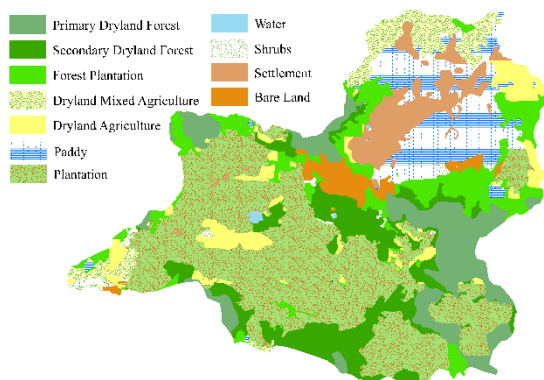 Primary Dryland Forest
Secondary Dryland Forest
Forest Plantation
Dryland Mixed Agriculture
Dryland Agriculture
Paddy
Plantation
Water
Shrubs
Settlement
Bare Land